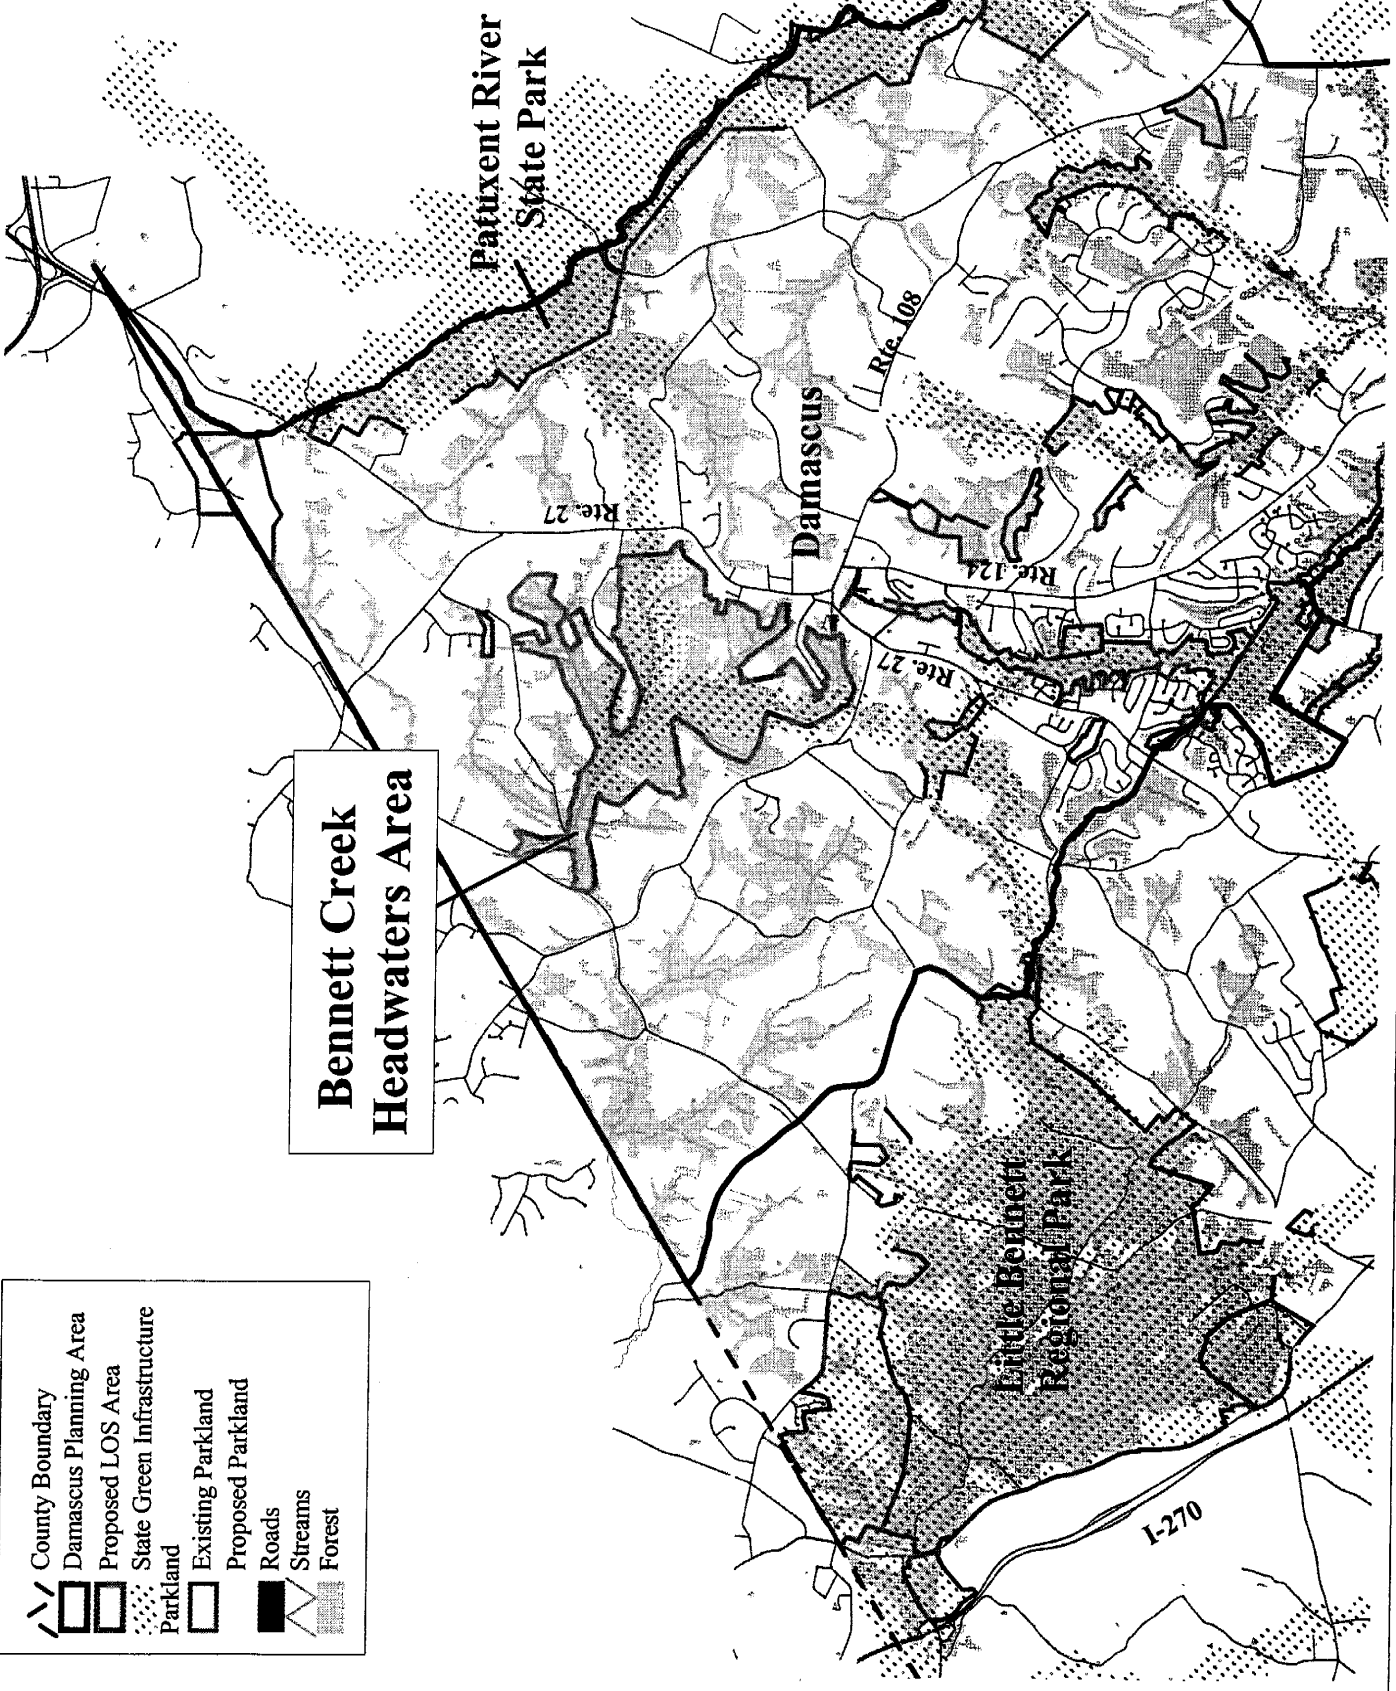 County Boundary
Damascus Planning Area
Proposed LOS Area
State Green Infrastructure
Parkland
Existing Parkland
Proposed Parkland
Roads
Streams
Forest
Bennett Creek
Headwaters Area
Patuxent River
State Park
Rte. 27
Damascus
Rte. 108
Rte. 124
Rte. 27
Little Bennett
Regional Park
I-270